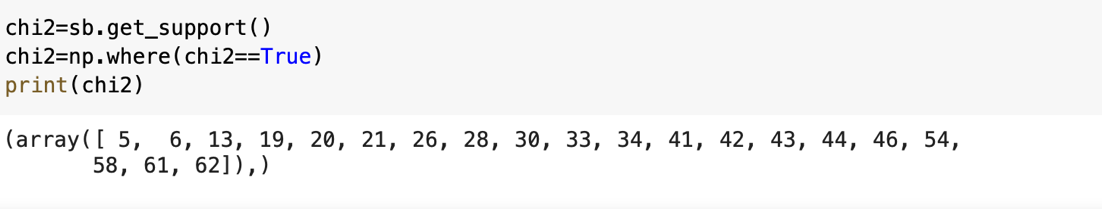 chi2=sb.get_support()
chi2=np.where(chi2==True)
print(chi2)
(array([ 5,  6, 13, 19, 20, 21, 26, 28, 30, 33, 34, 41, 42, 43, 44, 46, 54,
       58, 61, 62]),)